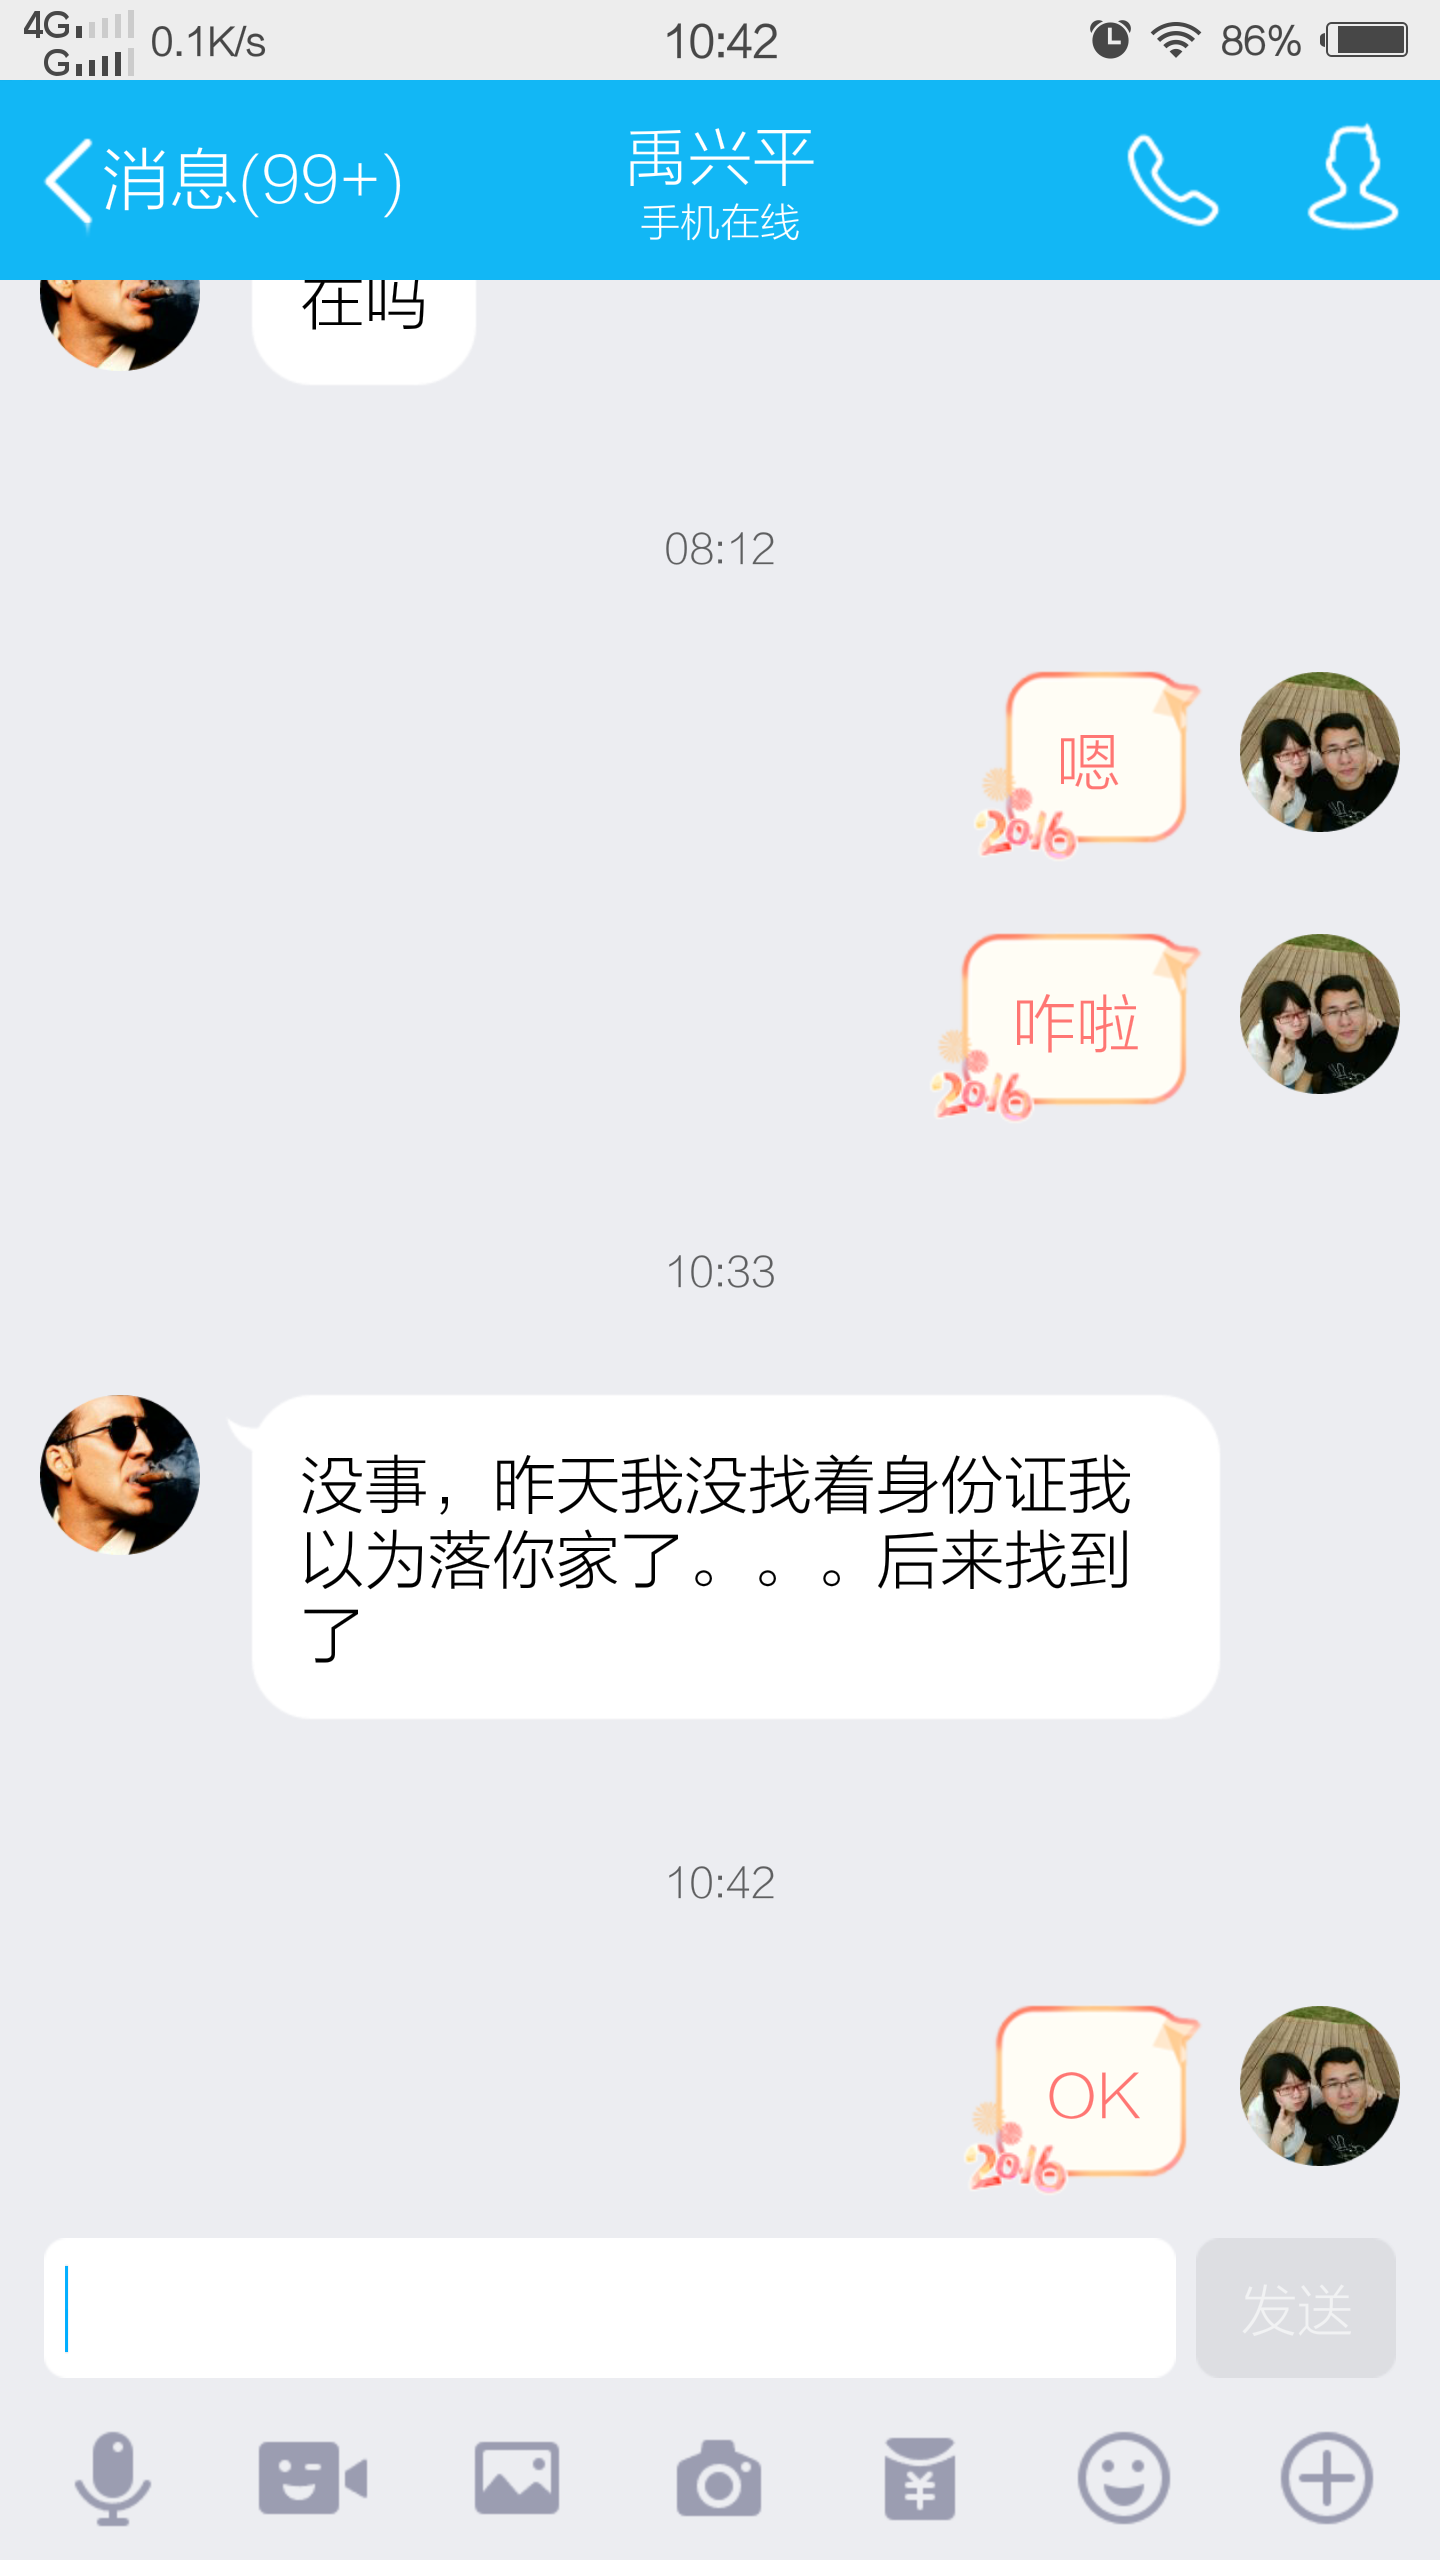 4G
G 0.1K/s 10:42 86%
消息(99+) 禹兴平
手机在线
在吗
08:12
嗯
2016
咋啦
2016
10:33
没事，昨天我没找着身份证我
以为落你家了。。。后来找到
了
10:42
OK
2016
发送
¥